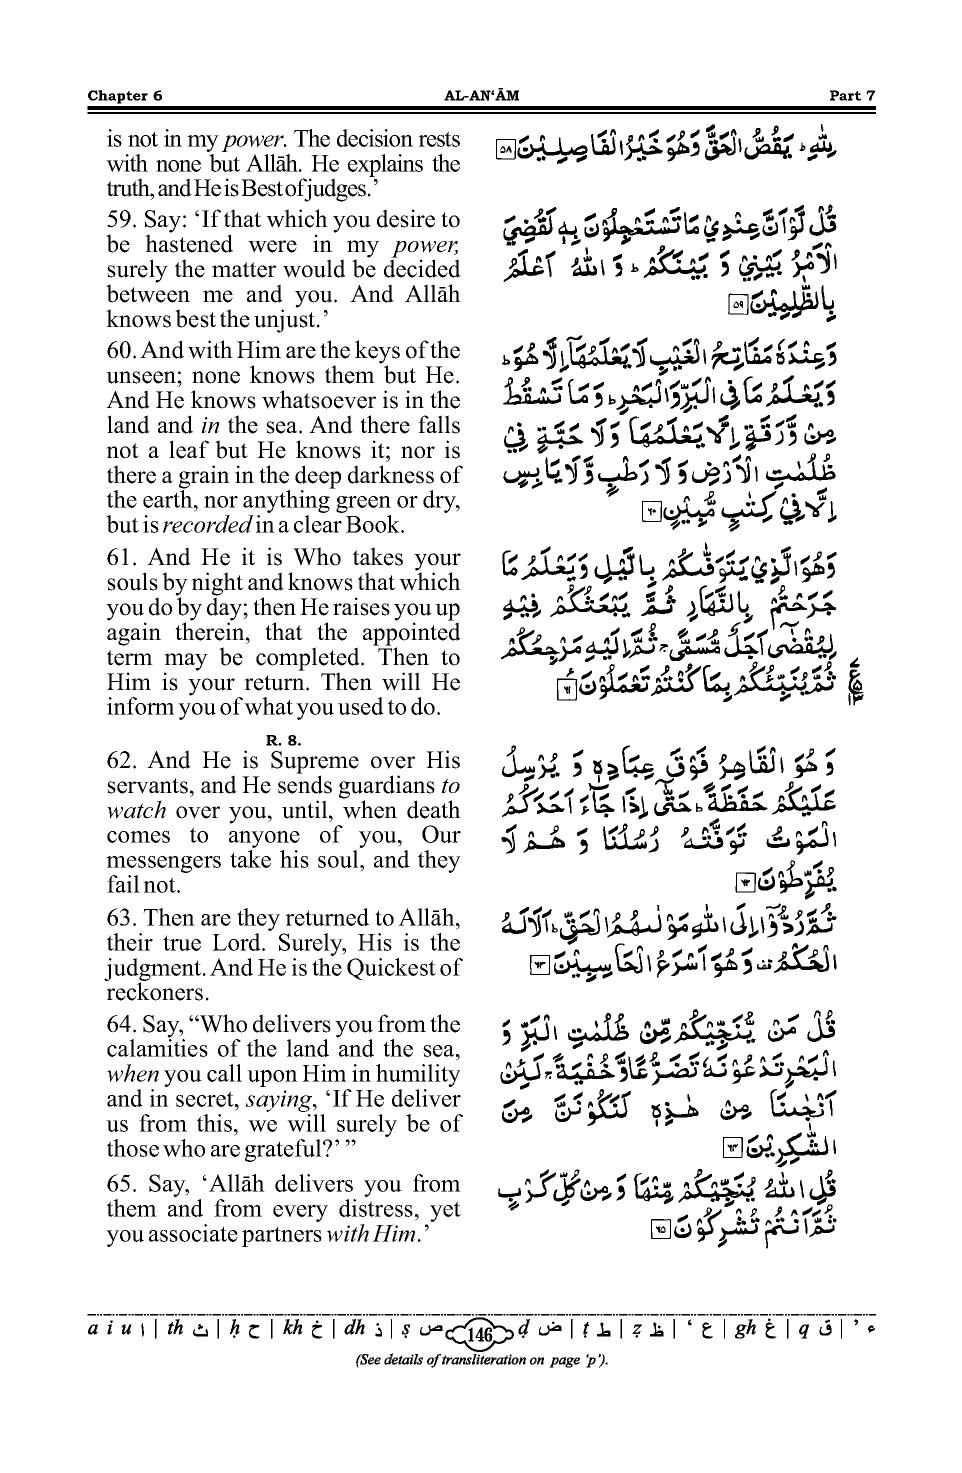 Chapter 6 AL-AN‘ĀM Part 7
is not in my power. The decision rests
with none but Allāh. He explains the
truth, and He is Best of judges.’
59. Say: ‘If that which you desire to
be hastened were in my power,
surely the matter would be decided
between me and you. And Allāh
knows best the unjust.’
60. And with Him are the keys of the
unseen; none knows them but He.
And He knows whatsoever is in the
land and in the sea. And there falls
not a leaf but He knows it; nor is
there a grain in the deep darkness of
the earth, nor anything green or dry,
but is recorded in a clear Book.
61. And He it is Who takes your
souls by night and knows that which
you do by day; then He raises you up
again therein, that the appointed
term may be completed. Then to
Him is your return. Then will He
inform you of what you used to do.
R. 8.
62. And He is Supreme over His
servants, and He sends guardians to
watch over you, until, when death
comes to anyone of you, Our
messengers take his soul, and they
fail not.
63. Then are they returned to Allāh,
their true Lord. Surely, His is the
judgment. And He is the Quickest of
reckoners.
64. Say, “Who delivers you from the
calamities of the land and the sea,
when you call upon Him in humility
and in secret, saying, ‘If He deliver
us from this, we will surely be of
those who are grateful?’ ”
65. Say, ‘Allāh delivers you from
them and from every distress, yet
you associate partners with Him.’
لِلّٰهِ ؕ يَقُصُّ الْحَقَّ وَهُوَ خَيْرُ الْفَاصِلِيْنَ ۵۸
قُلْ لَّوْ اَنَّ عِنْدِيْ مَا تَسْتَعْجِلُوْنَ بِهٖ لَقُضِيَ
الْاَمْرُ بَيْنِيْ وَ بَيْنَكُمْ ؕ وَ اللّٰهُ اَعْلَمُ
بِالظّٰلِمِيْنَ ۵۹
وَعِنْدَهٗ مَفَاتِحُ الْغَيْبِ لَا يَعْلَمُهَاۤ اِلَّا هُوَ ؕ
وَيَعْلَمُ مَا فِى الْبَرِّ وَالْبَحْرِ ؕ وَمَا تَسْقُطُ
مِنْ وَّرَقَةٍ اِلَّا يَعْلَمُهَا وَلَا حَبَّةٍ فِيْ
ظُلُمٰتِ الْاَرْضِ وَلَا رَطْبٍ وَّلَا يَابِسٍ
اِلَّا فِيْ كِتٰبٍ مُّبِيْنٍ ۶۰
وَهُوَ الَّذِيْ يَتَوَفّٰىكُمْ بِالَّيْلِ وَيَعْلَمُ مَا
جَرَحْتُمْ بِالنَّهَارِ ثُمَّ يَبْعَثُكُمْ فِيْهِ
لِيُقْضٰۤى اَجَلٌ مُّسَمًّى ۚ ثُمَّ اِلَيْهِ مَرْجِعُكُمْ
ثُمَّ يُنَبِّئُكُمْ بِمَا كُنْتُمْ تَعْمَلُوْنَ ۶۱
وَ هُوَ الْقَاهِرُ فَوْقَ عِبَادِهٖ وَ يُرْسِلُ
عَلَيْكُمْ حَفَظَةً ؕ حَتّٰۤى اِذَا جَآءَ اَحَدَكُمُ
الْمَوْتُ تَوَفَّتْهُ رُسُلُنَا وَ هُمْ لَا
يُفَرِّطُوْنَ ۶۲
ثُمَّ رُدُّوْۤا اِلَى اللّٰهِ مَوْلٰىهُمُ الْحَقِّ ؕ اَلَا لَهُ
الْحُكْمُ ۟ وَهُوَ اَسْرَعُ الْحَاسِبِيْنَ ۶۳
قُلْ مَنْ يُّنَجِّيْكُمْ مِّنْ ظُلُمٰتِ الْبَرِّ وَ
الْبَحْرِ تَدْعُوْنَهٗ تَضَرُّعًا وَّخُفْيَةً ۚ لَئِنْ
اَنْجٰىنَا مِنْ هٰذِهٖ لَنَكُوْنَنَّ مِنَ
الشّٰكِرِيْنَ ۶۴
قُلِ اللّٰهُ يُنَجِّيْكُمْ مِّنْهَا وَ مِنْ كُلِّ كَرْبٍ
ثُمَّ اَنْتُمْ تُشْرِكُوْنَ ۶۵
a i u ا | th ث | ḥ ح | kh خ | dh ذ | ṣ ص 146 ḍ ض | ṭ ط | ẓ ظ | ‘ ع | gh غ | q ق | ’ ء
(See details of transliteration on page ‘p’).